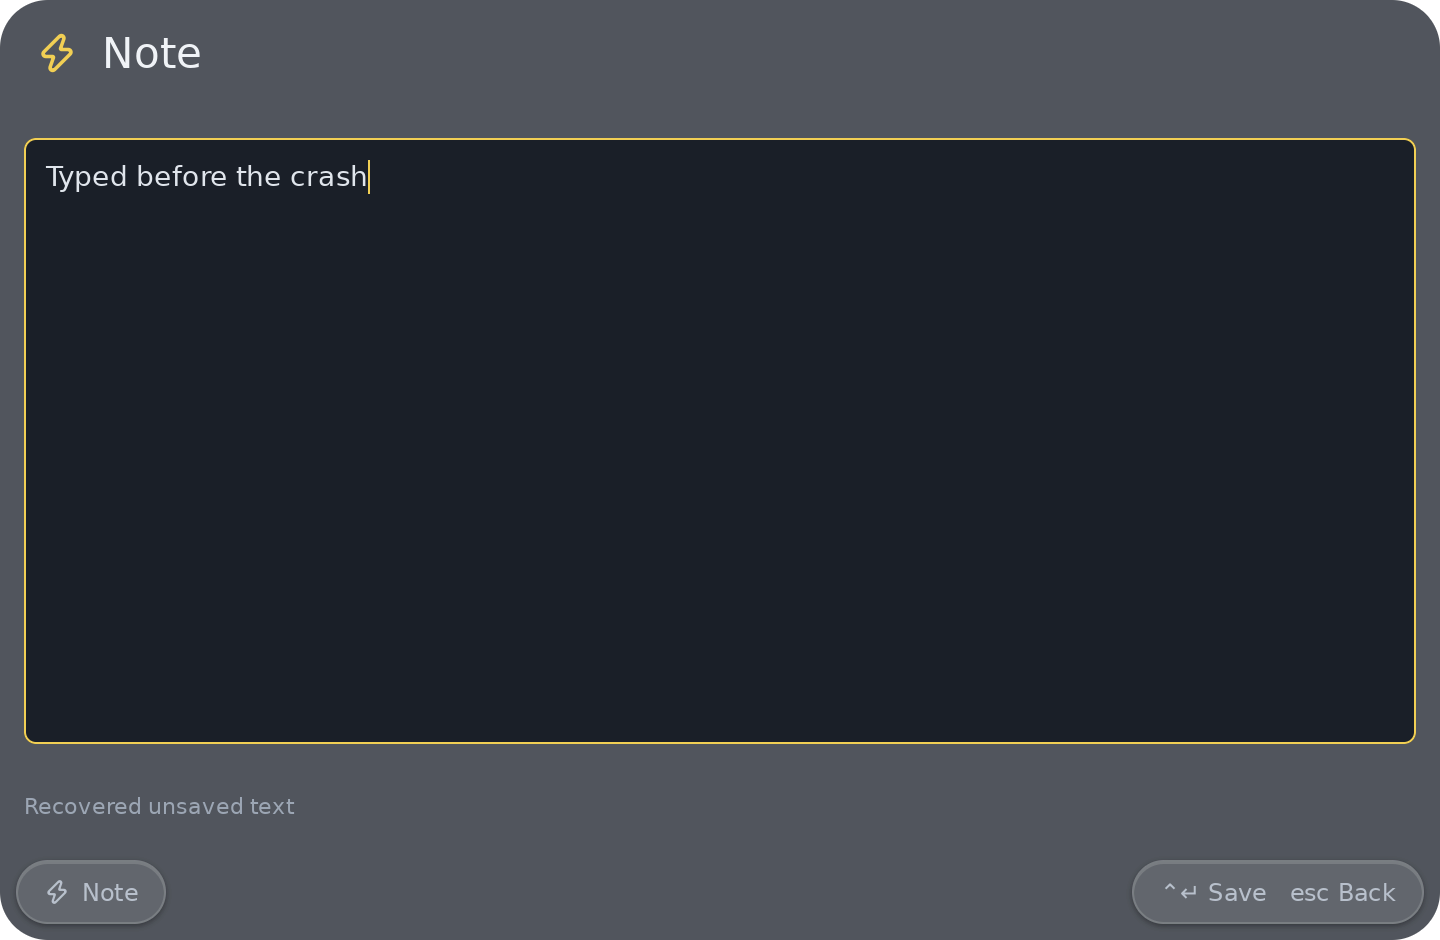 Note
Typed before the crash
Recovered unsaved text
Note
^↵ Save esc Back